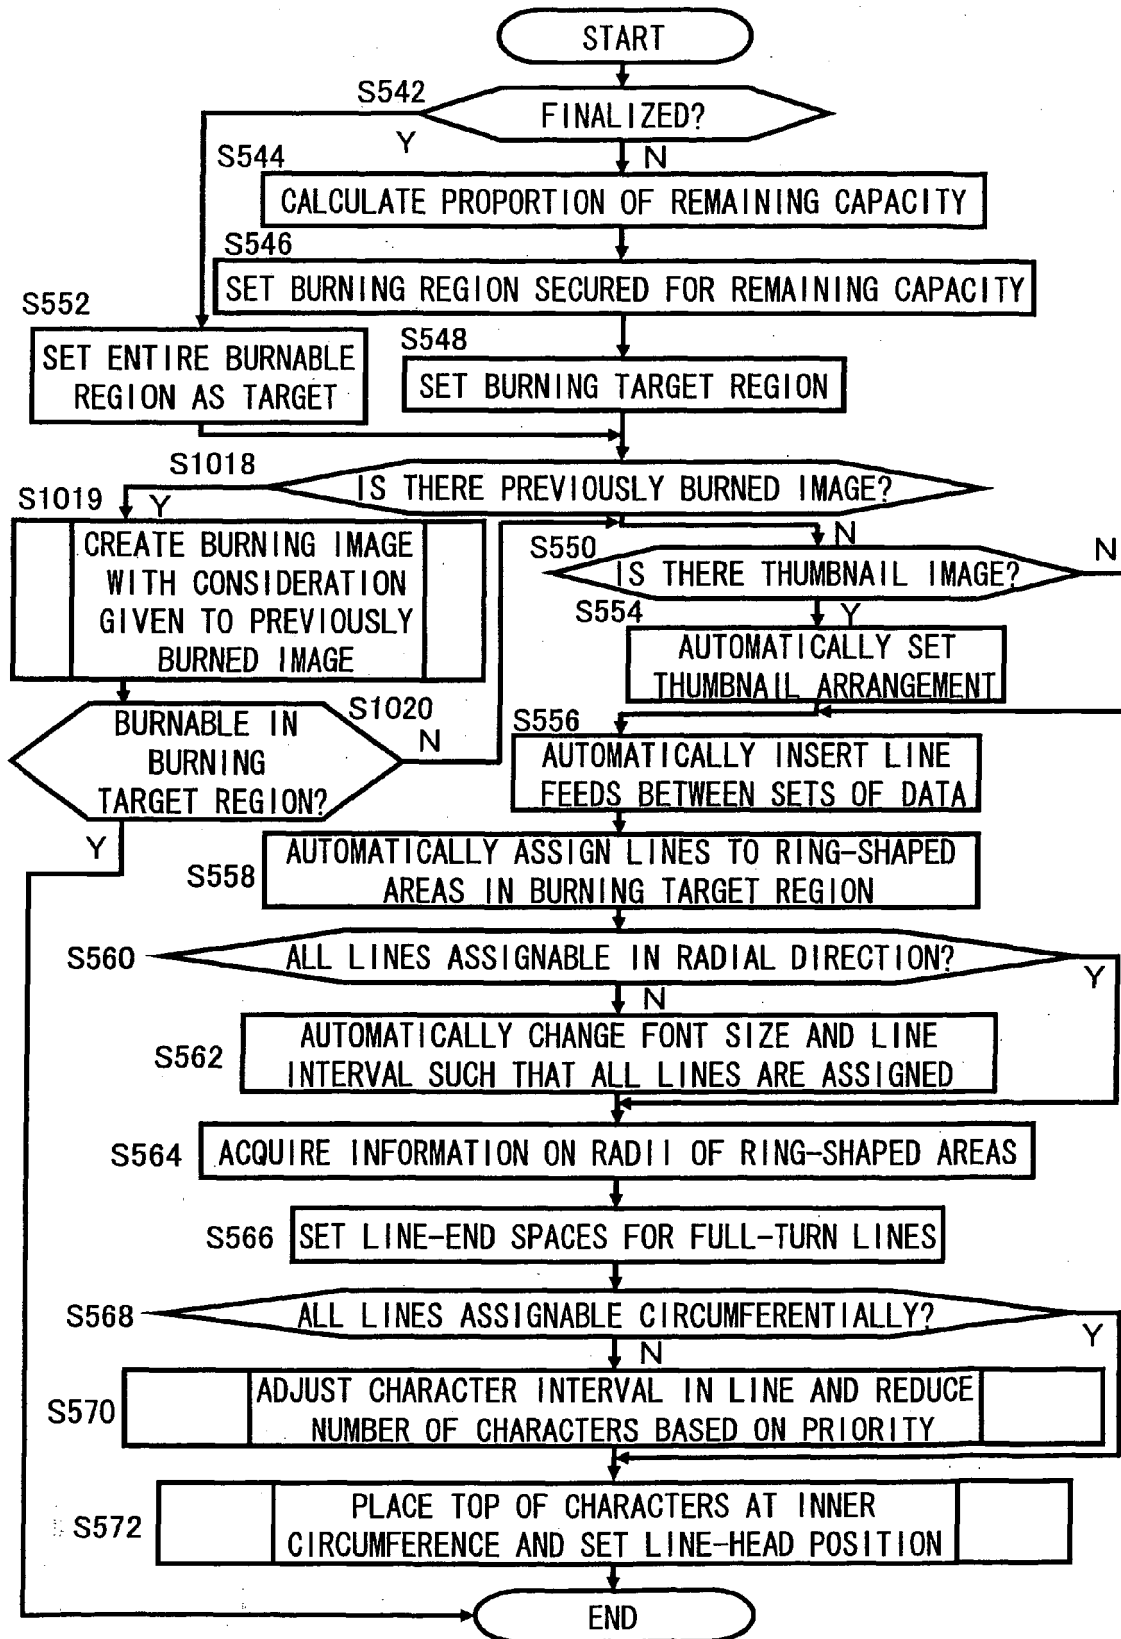 START
S542
FINALIZED?
Y
N
S544
CALCULATE PROPORTION OF REMAINING CAPACITY
S546
SET BURNING REGION SECURED FOR REMAINING CAPACITY
S552
SET ENTIRE BURNABLE
REGION AS TARGET
S548
SET BURNING TARGET REGION
S1018
IS THERE PREVIOUSLY BURNED IMAGE?
Y
N
S1019
CREATE BURNING IMAGE
WITH CONSIDERATION
GIVEN TO PREVIOUSLY
BURNED IMAGE
S550
IS THERE THUMBNAIL IMAGE?
N
Y
S554
AUTOMATICALLY SET
THUMBNAIL ARRANGEMENT
S1020
BURNABLE IN
BURNING
TARGET REGION?
N
Y
S556
AUTOMATICALLY INSERT LINE
FEEDS BETWEEN SETS OF DATA
S558
AUTOMATICALLY ASSIGN LINES TO RING-SHAPED
AREAS IN BURNING TARGET REGION
S560
ALL LINES ASSIGNABLE IN RADIAL DIRECTION?
Y
N
S562
AUTOMATICALLY CHANGE FONT SIZE AND LINE
INTERVAL SUCH THAT ALL LINES ARE ASSIGNED
S564
ACQUIRE INFORMATION ON RADII OF RING-SHAPED AREAS
S566
SET LINE-END SPACES FOR FULL-TURN LINES
S568
ALL LINES ASSIGNABLE CIRCUMFERENTIALLY?
Y
N
S570
ADJUST CHARACTER INTERVAL IN LINE AND REDUCE
NUMBER OF CHARACTERS BASED ON PRIORITY
S572
PLACE TOP OF CHARACTERS AT INNER
CIRCUMFERENCE AND SET LINE-HEAD POSITION
END